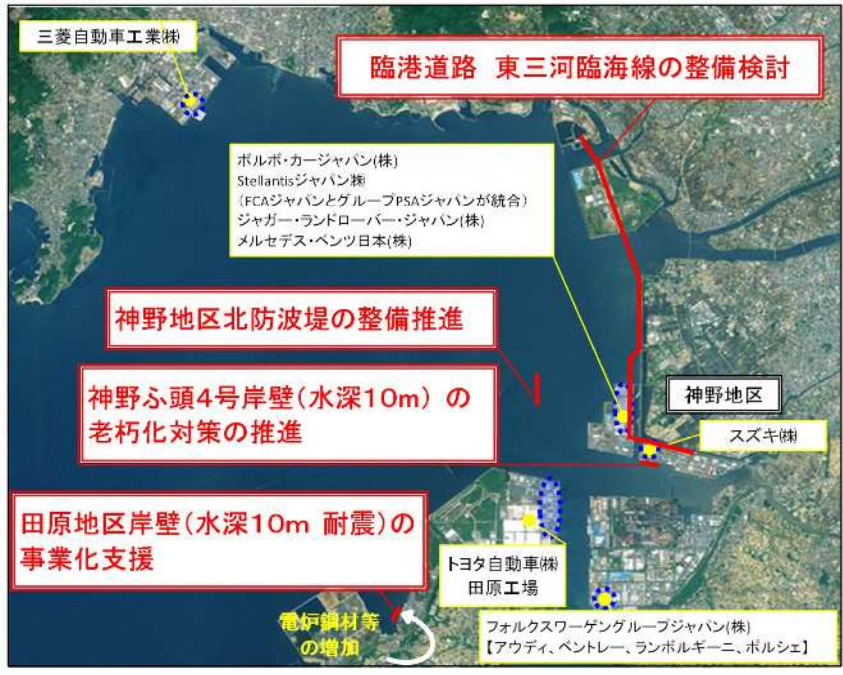 三菱自動車工業㈱
臨港道路 東三河臨海線の整備検討
ボルボ・カージャパン(株)
Stellantisジャパン㈱
(FCAジャパンとグループPSAジャパンが統合)
ジャガー・ランドローバー・ジャパン(株)
メルセデス・ベンツ日本(株)
神野地区北防波堤の整備推進
神野ふ頭4号岸壁(水深10m)の
老朽化対策の推進
神野地区
スズキ(株)
田原地区岸壁(水深10m 耐震)の
事業化支援
トヨタ自動車㈱
田原工場
電炉鋼材等
の増加
フォルクスワーゲングループジャパン(株)
【アウディ、ベントレー、ランボルギーニ、ポルシェ】